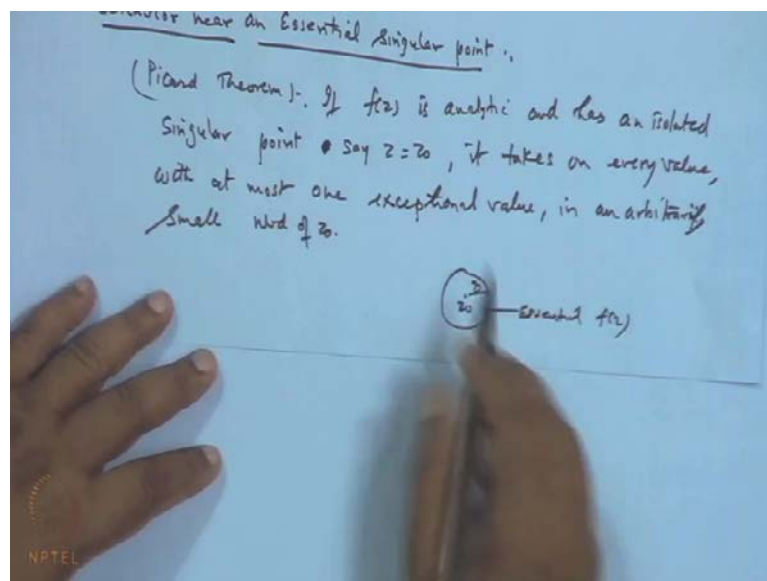 near an Essential Singular point.,
(Picard Theorem):. If f(z) is analytic and has an isolated
Singular point say z = z0, it takes on every value,
with at most one exceptional value, in an arbitrarily
small nbd of z0.
z0 Essential f(z)
NPTEL